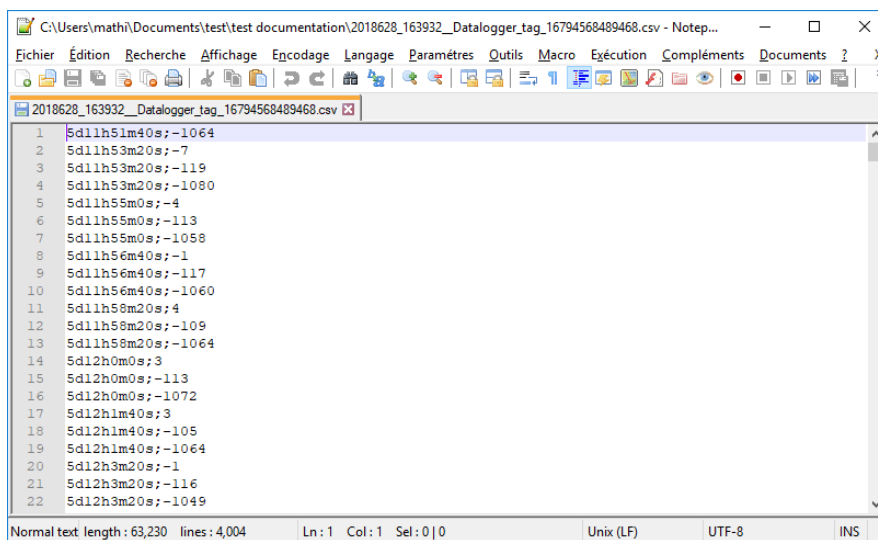 C:\Users\mathi\Documents\test\test documentation\2018628_163932__Datalogger_tag_16794568489468.csv - Notep...
Fichier Édition Recherche Affichage Encodage Langage Paramétres Outils Macro Exécution Compléments Documents ? X
2018628_163932__Datalogger_tag_16794568489468.csv
1 5d11h51m40s;-1064
2 5d11h53m20s;-7
3 5d11h53m20s;-119
4 5d11h53m20s;-1080
5 5d11h55m0s;-4
6 5d11h55m0s;-113
7 5d11h55m0s;-1058
8 5d11h56m40s;-1
9 5d11h56m40s;-117
10 5d11h56m40s;-1060
11 5d11h58m20s;4
12 5d11h58m20s;-109
13 5d11h58m20s;-1064
14 5d12h0m0s;3
15 5d12h0m0s;-113
16 5d12h0m0s;-1072
17 5d12h1m40s;3
18 5d12h1m40s;-105
19 5d12h1m40s;-1064
20 5d12h3m20s;-1
21 5d12h3m20s;-116
22 5d12h3m20s;-1049
Normal text length : 63,230 lines : 4,004 Ln : 1 Col : 1 Sel : 0 | 0 Unix (LF) UTF-8 INS